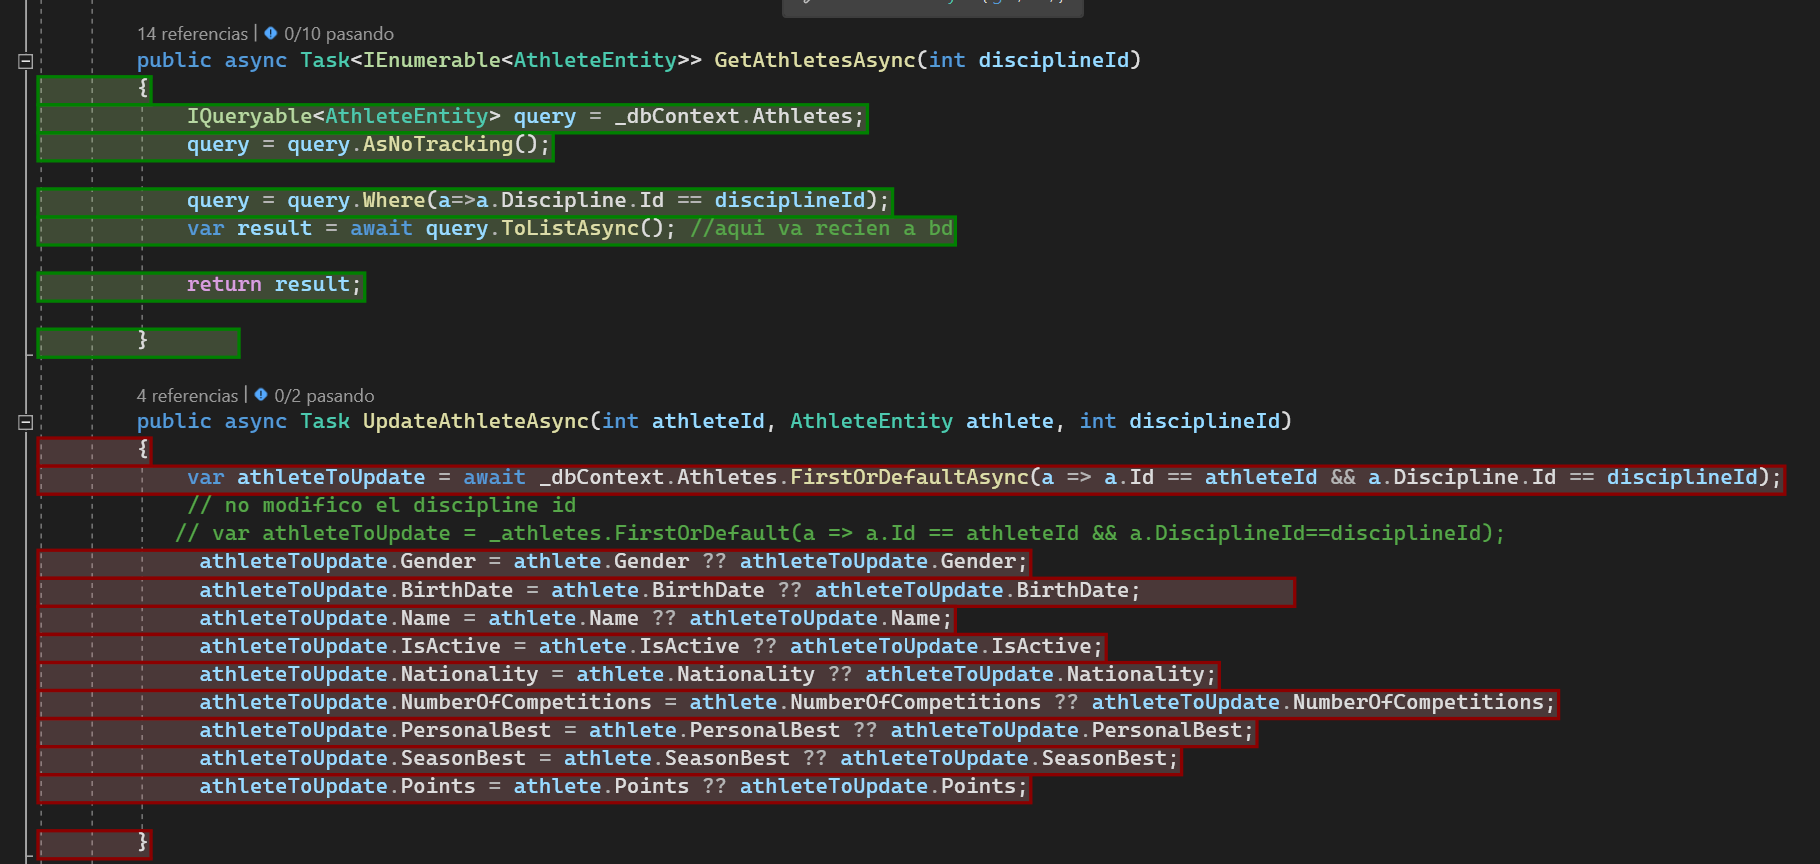 14 referencias | 0/10 pasando
public async Task<IEnumerable<AthleteEntity>> GetAthletesAsync(int disciplineId)
{
IQueryable<AthleteEntity> query = _dbContext.Athletes;
query = query.AsNoTracking();
query = query.Where(a=>a.Discipline.Id == disciplineId);
var result = await query.ToListAsync(); //aqui va recien a bd
return result;
}
4 referencias | 0/2 pasando
public async Task UpdateAthleteAsync(int athleteId, AthleteEntity athlete, int disciplineId)
{
var athleteToUpdate = await _dbContext.Athletes.FirstOrDefaultAsync(a => a.Id == athleteId && a.Discipline.Id == disciplineId);
// no modifico el discipline id
// var athleteToUpdate = _athletes.FirstOrDefault(a => a.Id == athleteId && a.DisciplineId==disciplineId);
athleteToUpdate.Gender = athlete.Gender ?? athleteToUpdate.Gender;
athleteToUpdate.BirthDate = athlete.BirthDate ?? athleteToUpdate.BirthDate;
athleteToUpdate.Name = athlete.Name ?? athleteToUpdate.Name;
athleteToUpdate.IsActive = athlete.IsActive ?? athleteToUpdate.IsActive;
athleteToUpdate.Nationality = athlete.Nationality ?? athleteToUpdate.Nationality;
athleteToUpdate.NumberOfCompetitions = athlete.NumberOfCompetitions ?? athleteToUpdate.NumberOfCompetitions;
athleteToUpdate.PersonalBest = athlete.PersonalBest ?? athleteToUpdate.PersonalBest;
athleteToUpdate.SeasonBest = athlete.SeasonBest ?? athleteToUpdate.SeasonBest;
athleteToUpdate.Points = athlete.Points ?? athleteToUpdate.Points;
}